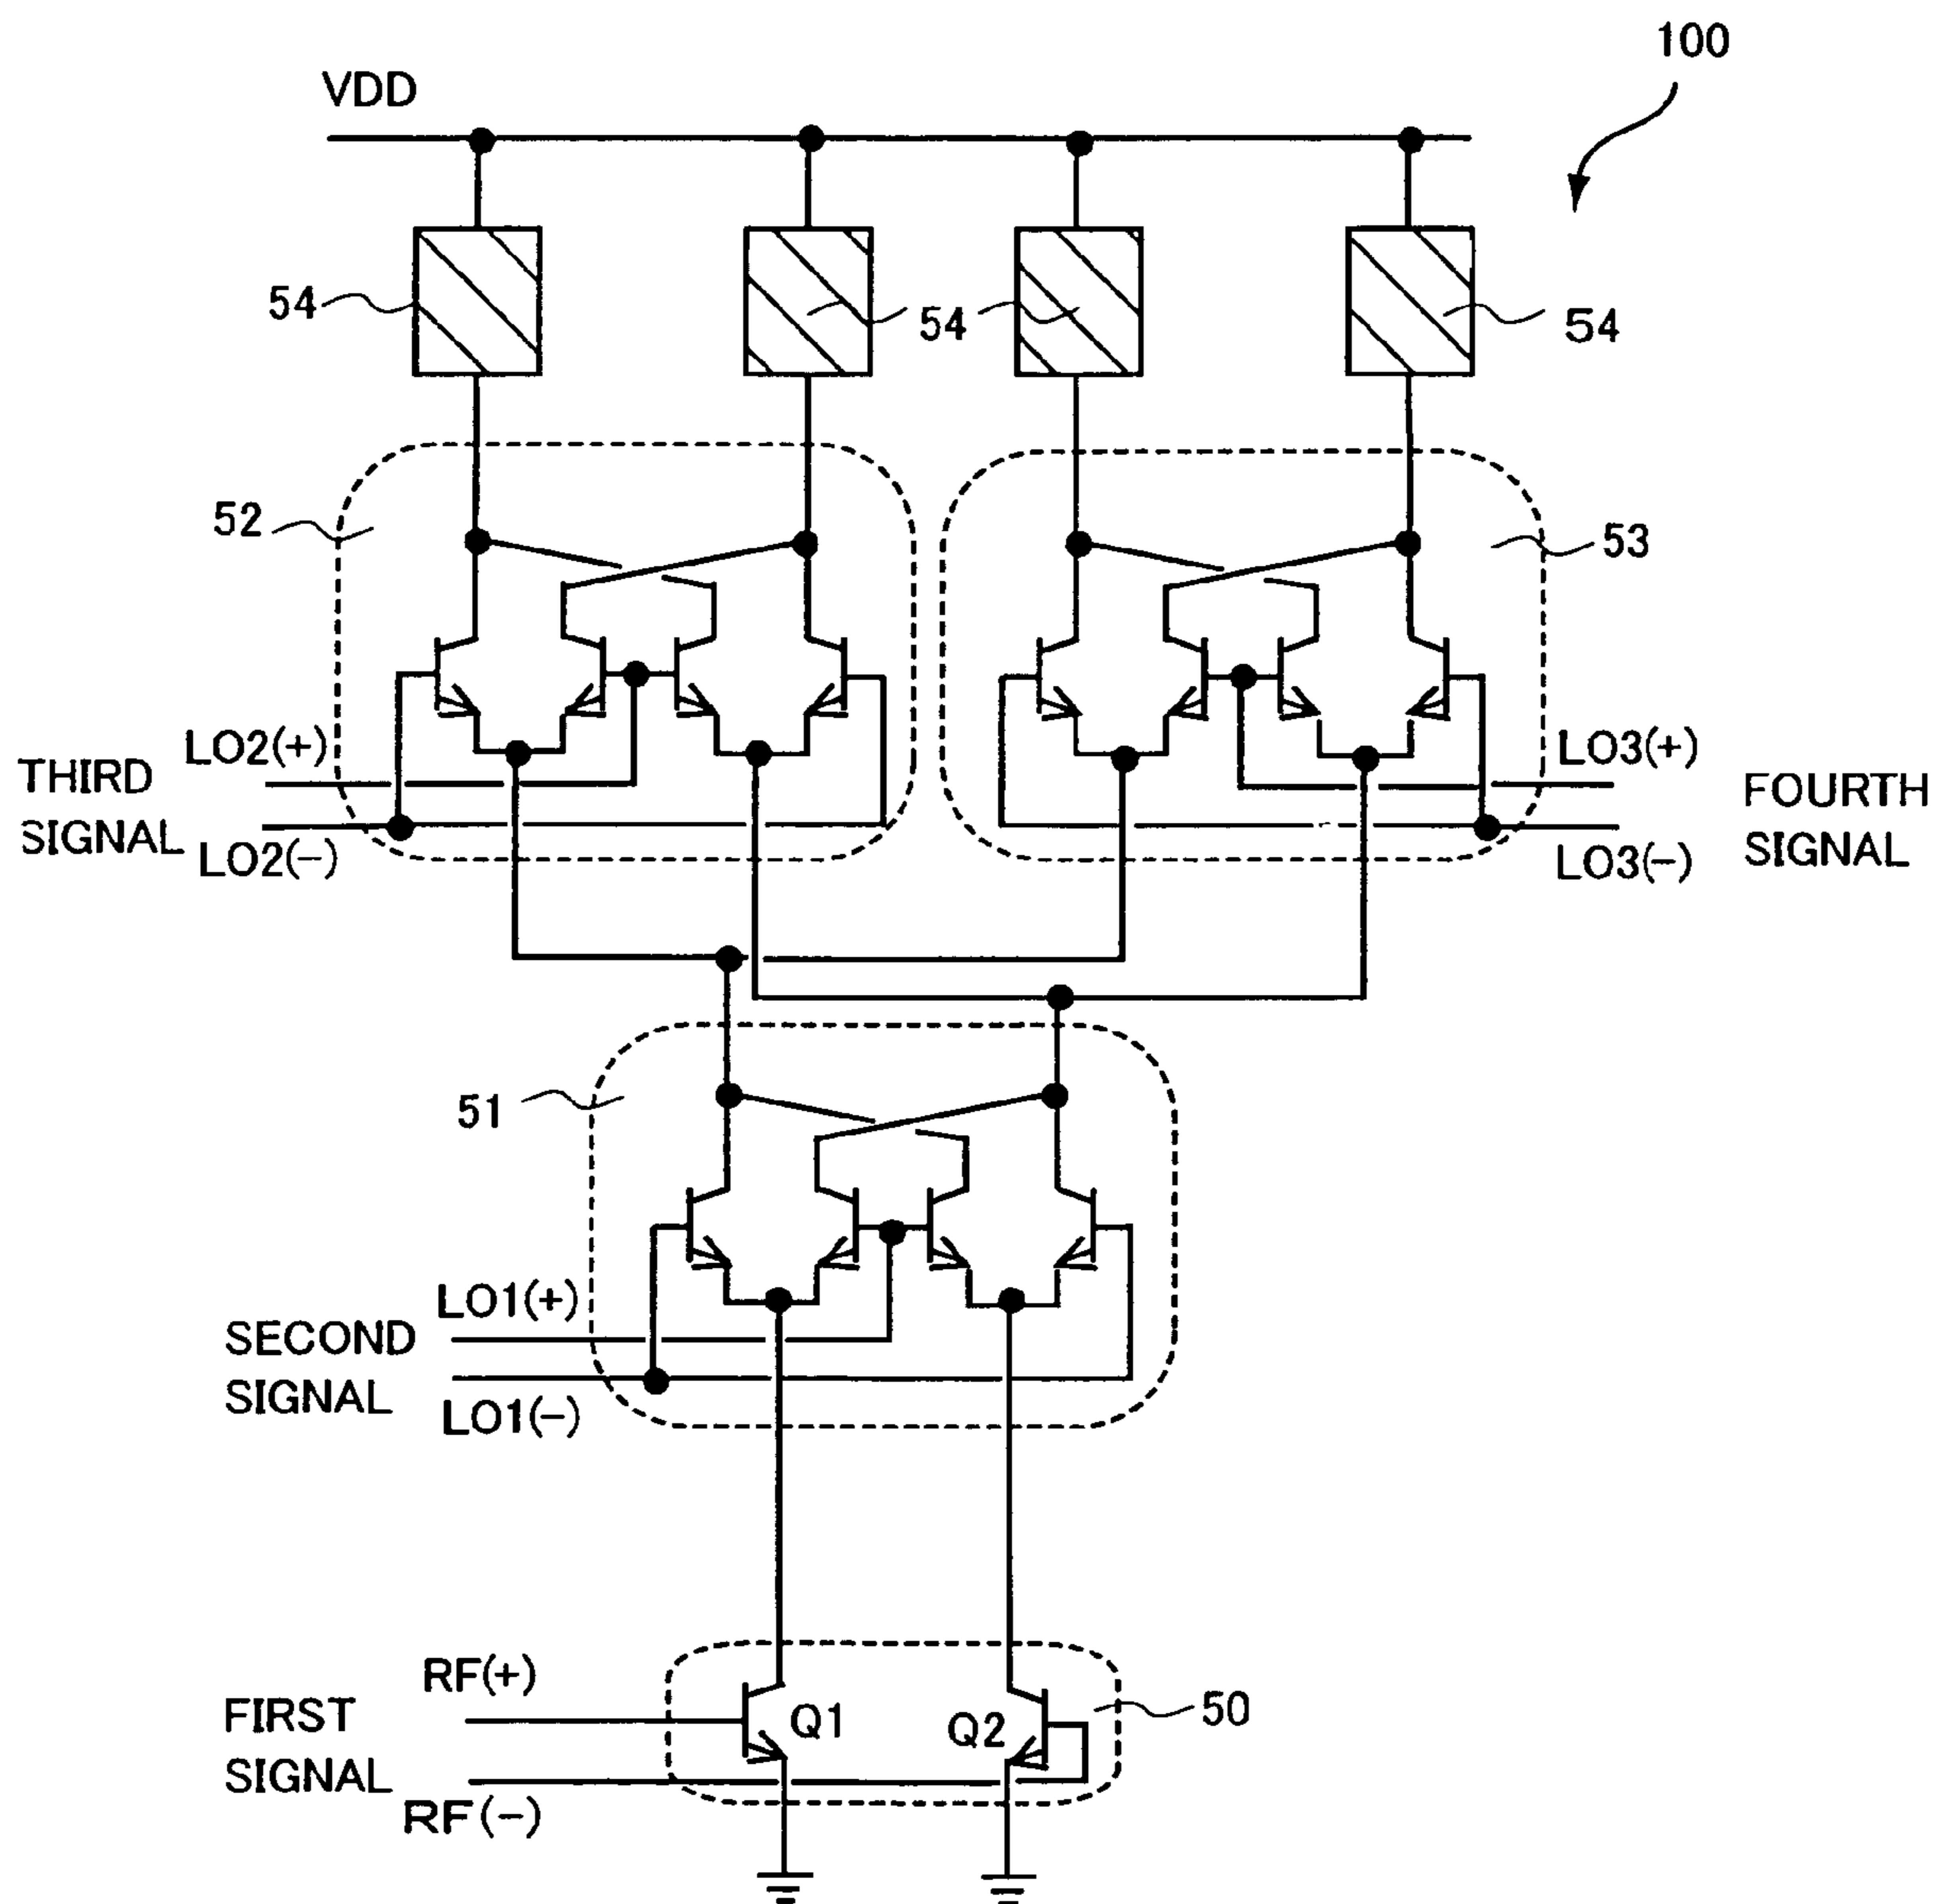 100
VDD
54
54
54
52
53
LO2(+)
LO3(+)
THIRD
SIGNAL
FOURTH
SIGNAL
LO2(-)
LO3(-)
51
LO1(+)
SECOND
SIGNAL
LO1(-)
RF(+)
FIRST
SIGNAL
Q1
Q2
50
RF(-)